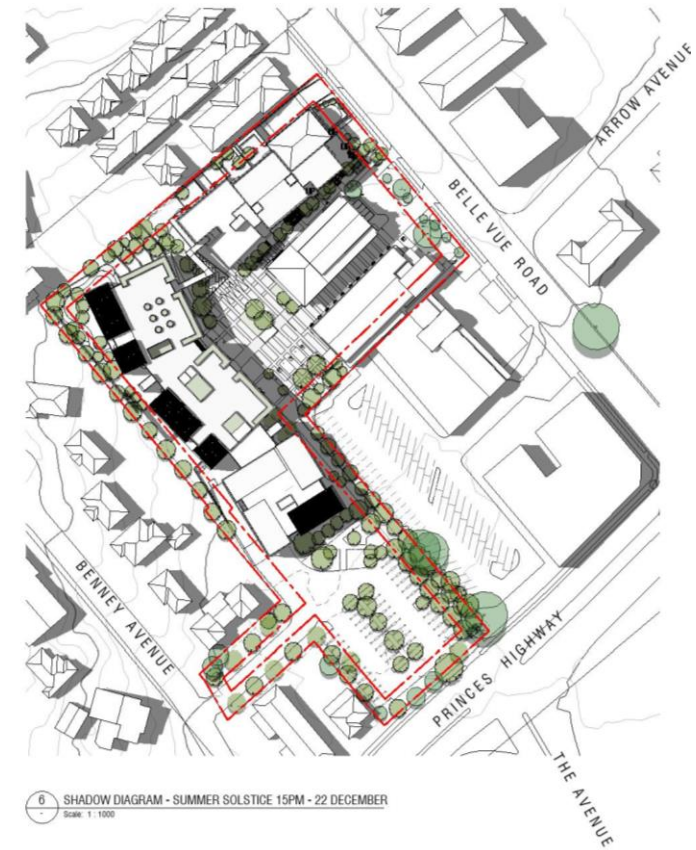 ARROW AVENUE
BELLEVUE ROAD
BENNEY AVENUE
PRINCES HIGHWAY
THE AVENUE
6
SHADOW DIAGRAM - SUMMER SOLSTICE 15PM - 22 DECEMBER
-
Scale: 1 : 1000